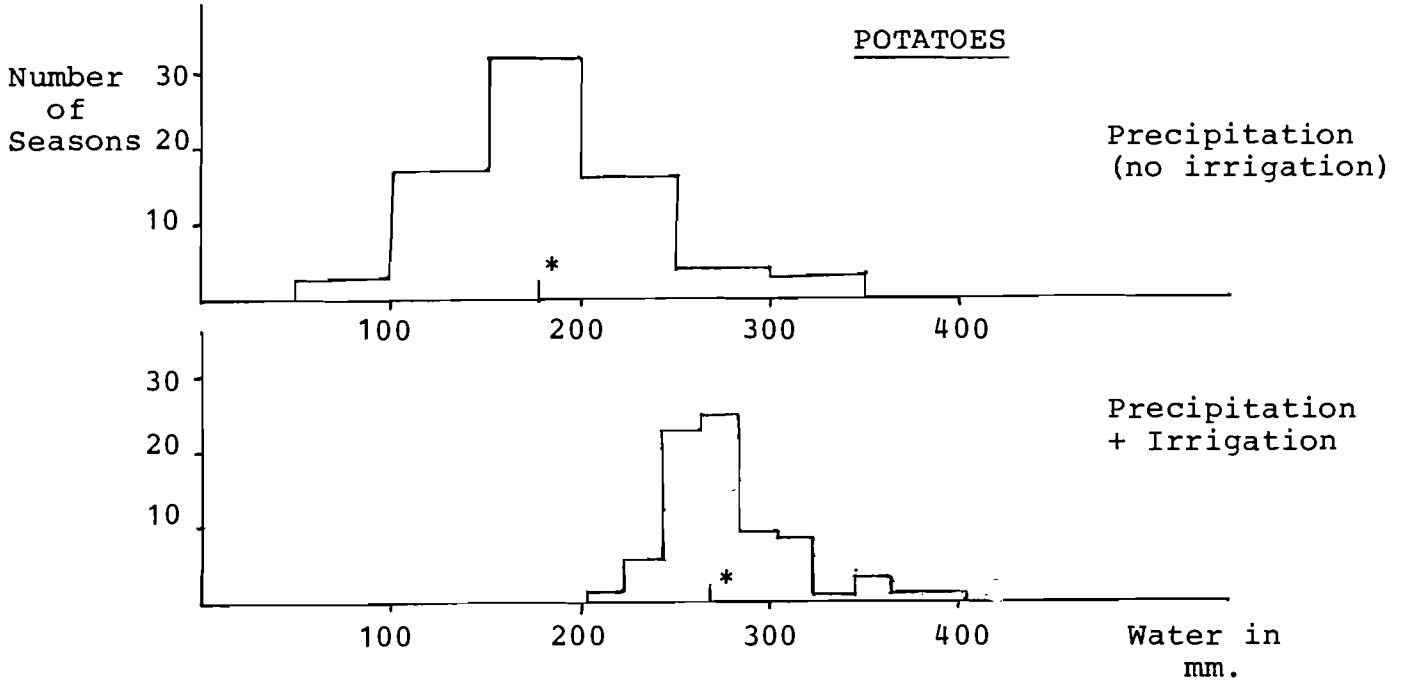 POTATOES
Number
of
Seasons
30
20
10
*
Precipitation
(no irrigation)
100 200 300 400
30
20
10
*
Precipitation
+ Irrigation
100 200 300 400
Water in
mm.